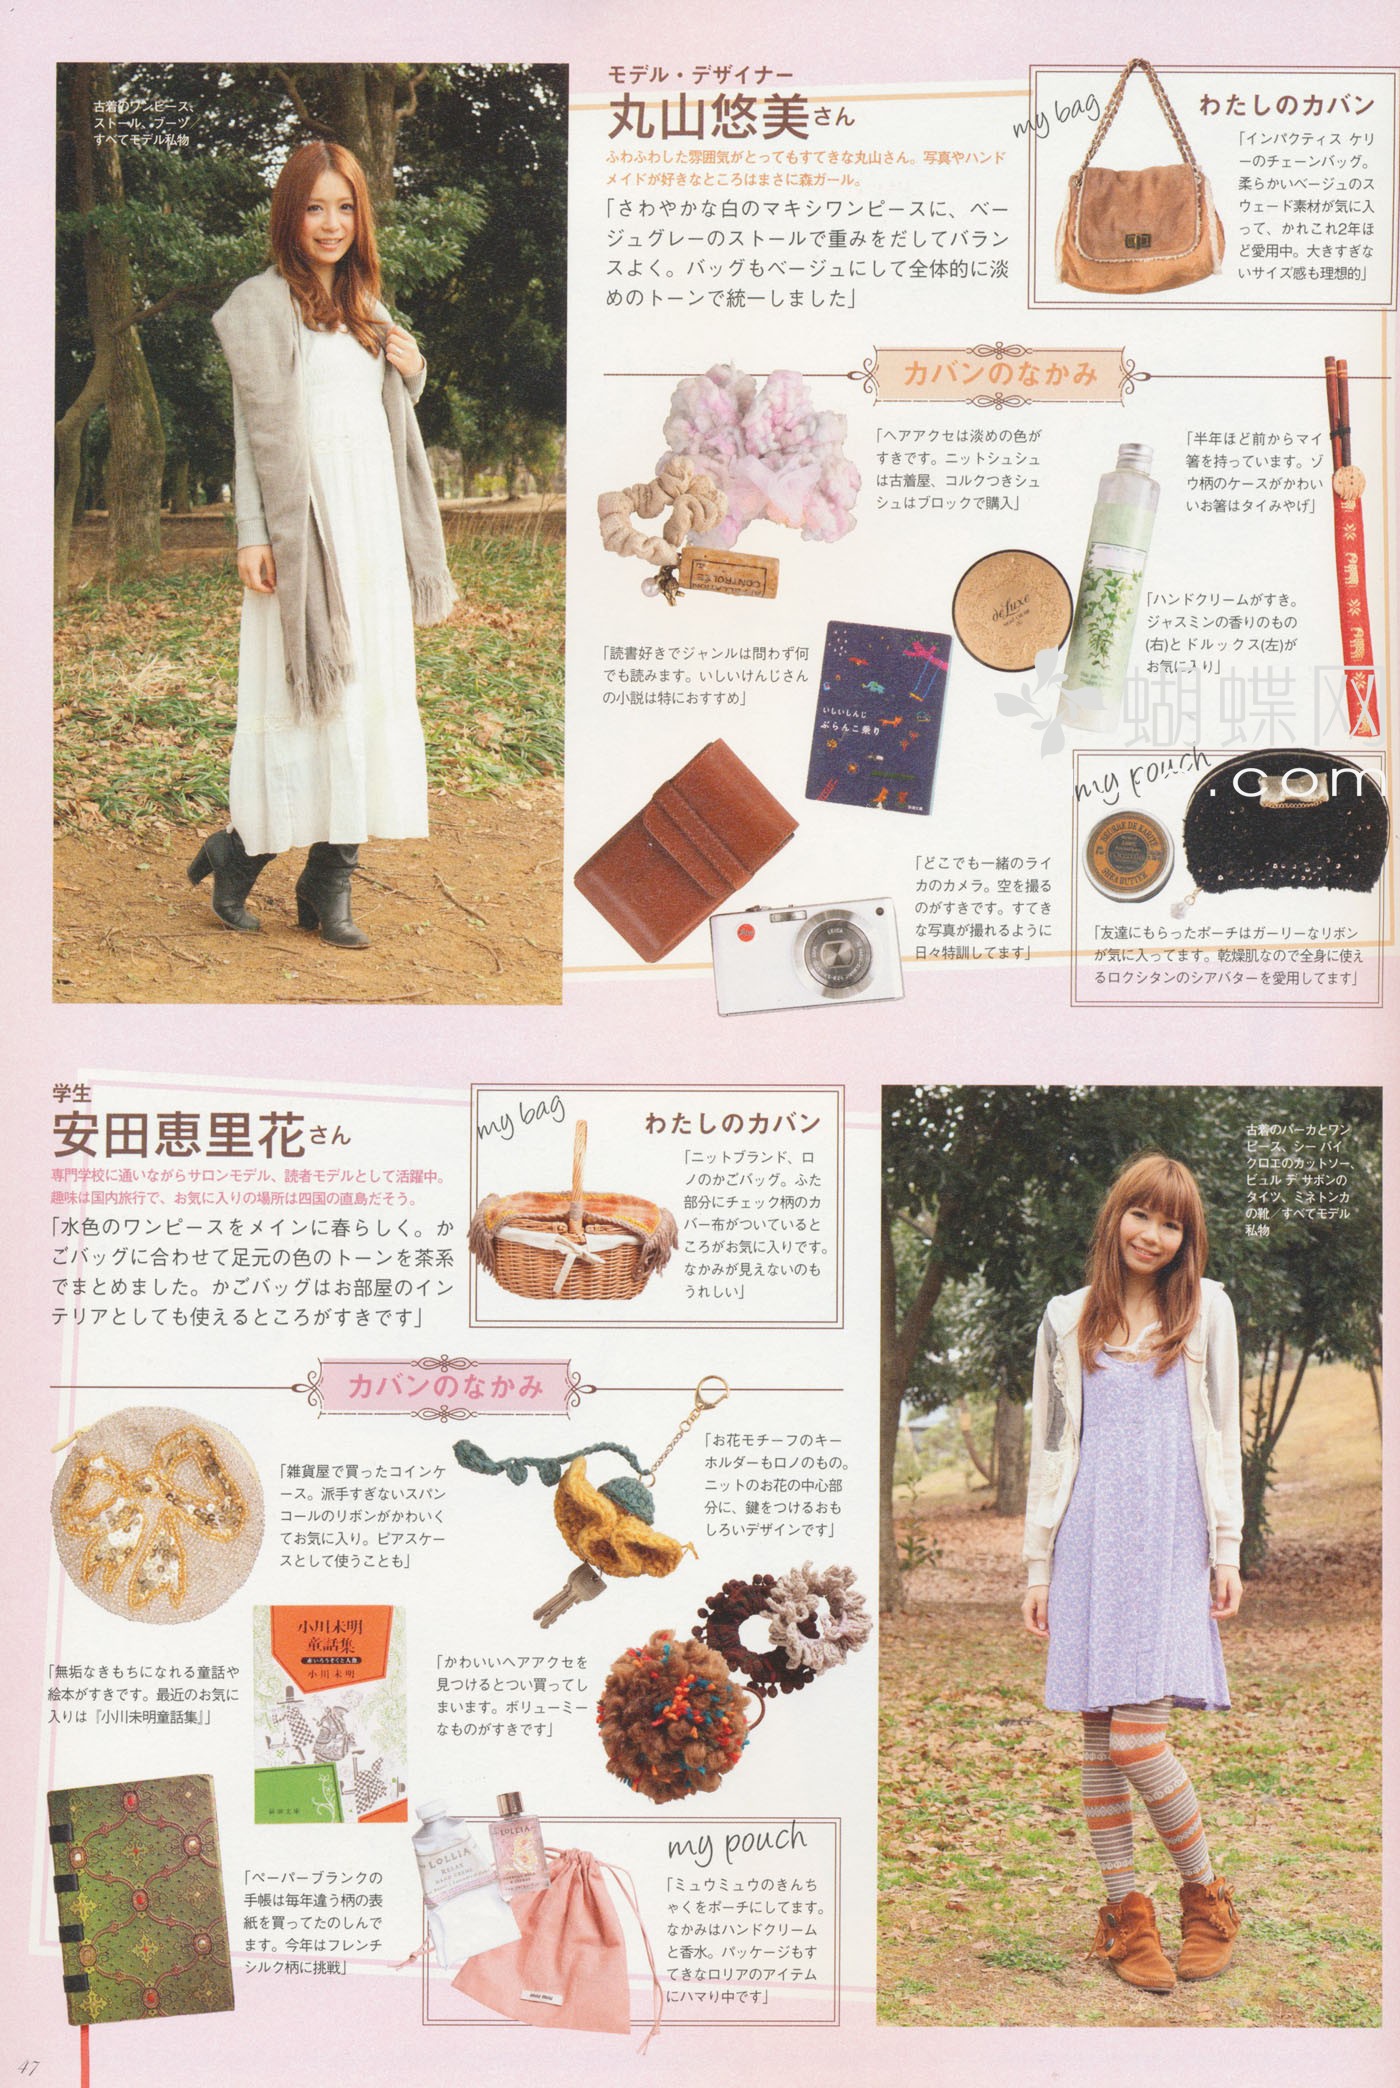 古着のワンピース、
ストール、ブーツ／
すべてモデル私物
モデル・デザイナー
丸山悠美さん
ふわふわした雰囲気がとってもすてきな丸山さん。写真やハンド
メイドが好きなところはまさに森ガール。
「さわやかな白のマキシワンピースに、ベー
ジュグレーのストールで重みをだしてバラン
スよく。バッグもベージュにして全体的に淡
めのトーンで統一しました」
my bag
わたしのカバン
「インパクティス ケリ
ーのチェーンバッグ。
柔らかいベージュのス
ウェード素材が気に入
って、かれこれ2年ほ
ど愛用中。大きすぎな
いサイズ感も理想的」
カバンのなかみ
「ヘアアクセは淡めの色が
すきです。ニットシュシュ
は古着屋、コルクつきシュ
シュはブロックで購入」
「半年ほど前からマイ
箸を持っています。ゾ
ウ柄のケースがかわい
いお箸はタイみやげ」
CONTROLE
déLuxe
「ハンドクリームがすき。
ジャスミンの香りのもの
(右)とドルックス(左)が
お気に入り」
「読書好きでジャンルは問わず何
でも読みます。いしいけんじさん
の小説は特におすすめ」
いしいしんじ
ぶらんこ乗り
蝴蝶网
.com
my pouch
BEURRE DE KARITÉ
SHEA BUTTER
「どこでも一緒のライ
カのカメラ。空を撮る
のがすきです。すてき
な写真が撮れるように
日々特訓してます」
LEICA
「友達にもらったポーチはガーリーなリボン
が気に入ってます。乾燥肌なので全身に使え
るロクシタンのシアバターを愛用してます」
学生
安田恵里花さん
専門学校に通いながらサロンモデル、読者モデルとして活躍中。
趣味は国内旅行で、お気に入りの場所は四国の直島だそう。
「水色のワンピースをメインに春らしく。か
ごバッグに合わせて足元の色のトーンを茶系
でまとめました。かごバッグはお部屋のイン
テリアとしても使えるところがすきです」
my bag
わたしのカバン
「ニットブランド、ロ
ノのかごバッグ。ふた
部分にチェック柄のカ
バー布がついていると
ころがお気に入りです。
なかみが見えないのも
うれしい」
古着のパーカとワン
ピース、シー バイ
クロエのカットソー、
ビュル デ サボンの
タイツ、ミネトンカ
の靴／すべてモデル
私物
カバンのなかみ
「雑貨屋で買ったコインケ
ース。派手すぎないスパン
コールのリボンがかわいく
てお気に入り。ピアスケー
スとして使うことも」
「お花モチーフのキー
ホルダーもロノのもの。
ニットのお花の中心部
分に、鍵をつけるおも
しろいデザインです」
「無垢なきもちになれる童話や
絵本がすきです。最近のお気に
入りは『小川未明童話集』」
小川未明
童話集
赤いろうそくと人魚
小川未明
新潮文庫
「かわいいヘアアクセを
見つけるとつい買ってし
まいます。ボリューミー
なものがすきです」
「ペーパーブランクの
手帳は毎年違う柄の表
紙を買ってたのしんで
ます。今年はフレンチ
シルク柄に挑戦」
LOLLIA
RELAX
LOLLIA
miu miu
my pouch
「ミュウミュウのきんち
ゃくをポーチにしてます。
なかみはハンドクリーム
と香水。パッケージもす
てきなロリアのアイテム
にハマり中です」
47